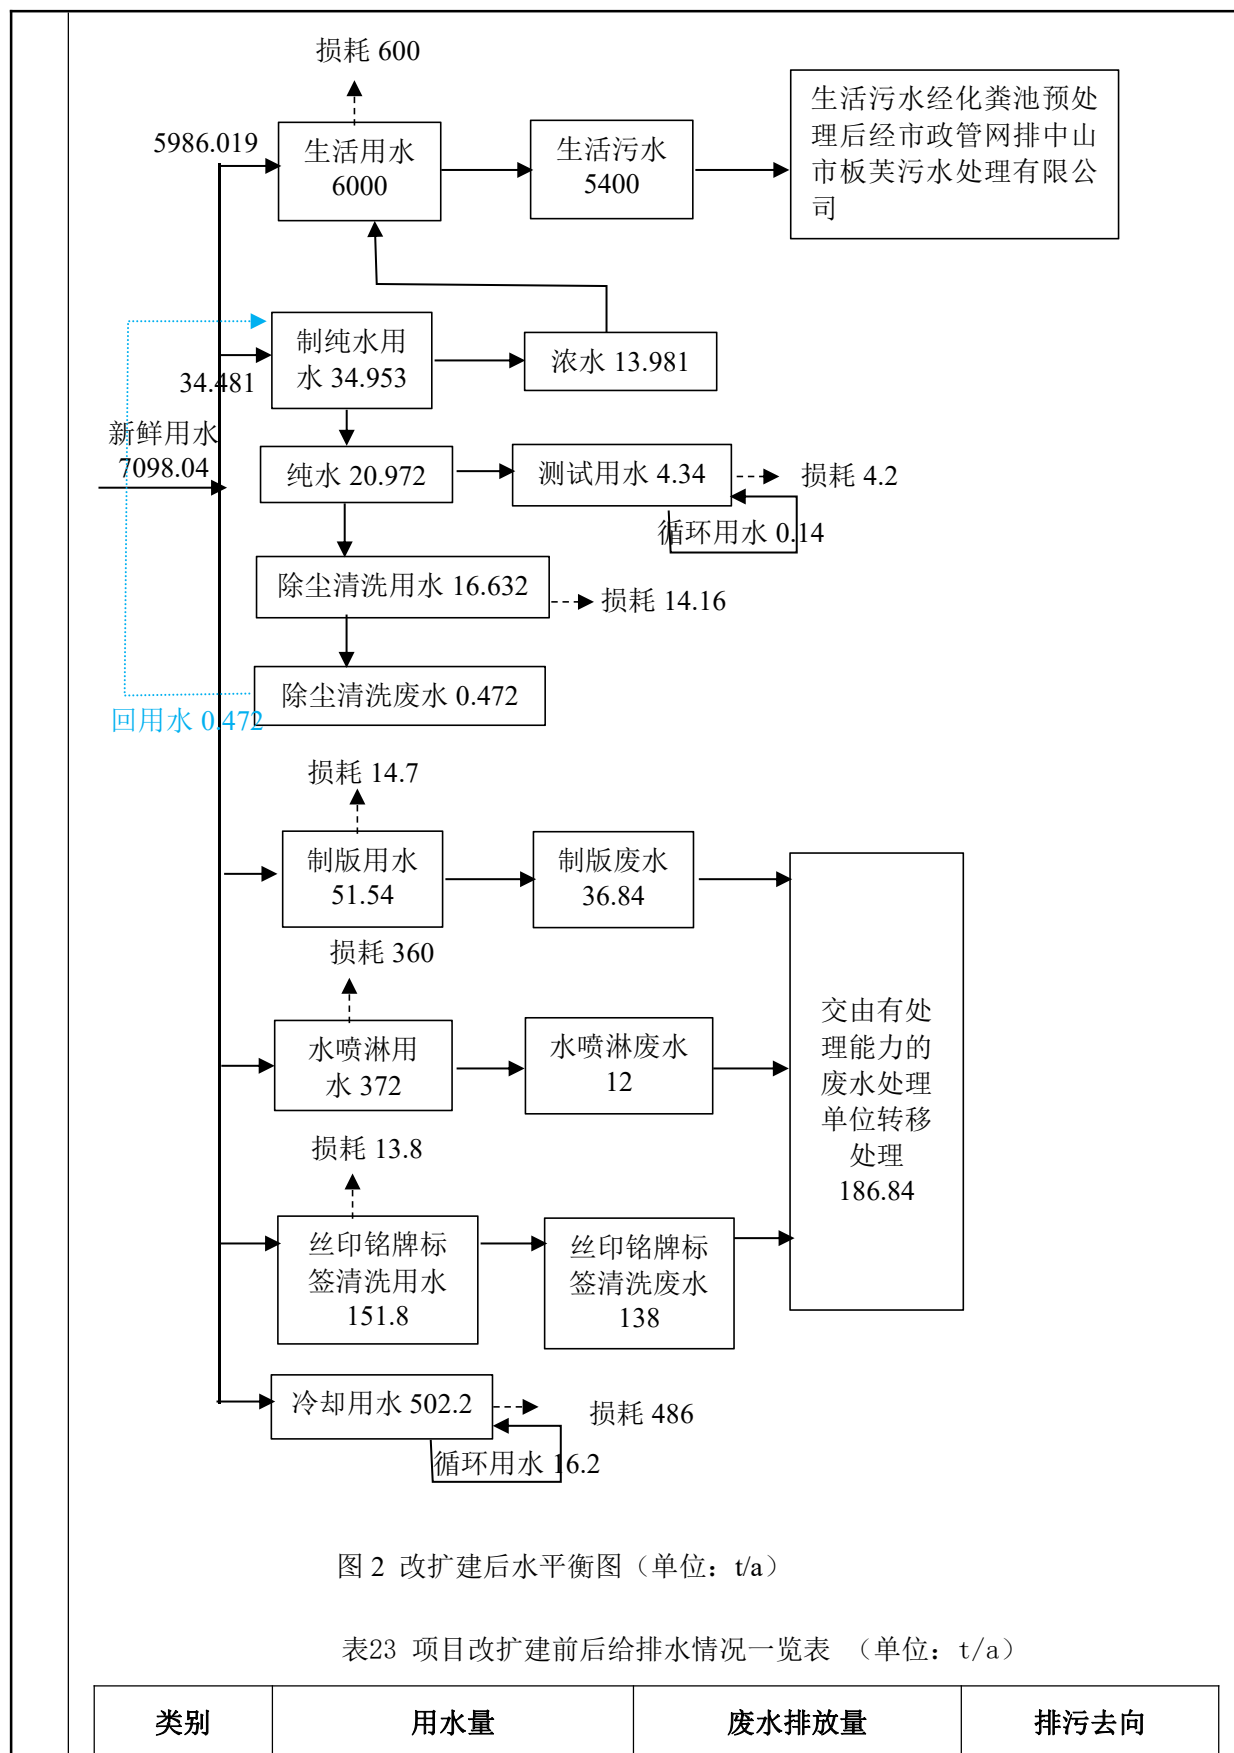 损耗 600
5986.019
生活用水
6000
生活污水
5400
生活污水经化粪池预处
理后经市政管网排中山
市板芙污水处理有限公
司
制纯水用
水 34.953
浓水 13.981
34.481
新鲜用水
7098.04
纯水 20.972
测试用水 4.34
损耗 4.2
循环用水 0.14
除尘清洗用水 16.632
损耗 14.16
除尘清洗废水 0.472
回用水 0.472
损耗 14.7
制版用水
51.54
制版废水
36.84
损耗 360
水喷淋用
水 372
水喷淋废水
12
交由有处
理能力的
废水处理
单位转移
处理
186.84
损耗 13.8
丝印铭牌标
签清洗用水
151.8
丝印铭牌标
签清洗废水
138
冷却用水 502.2
损耗 486
循环用水 16.2
图 2 改扩建后水平衡图（单位：t/a）
表23 项目改扩建前后给排水情况一览表 （单位：t/a）
类别 用水量 废水排放量 排污去向